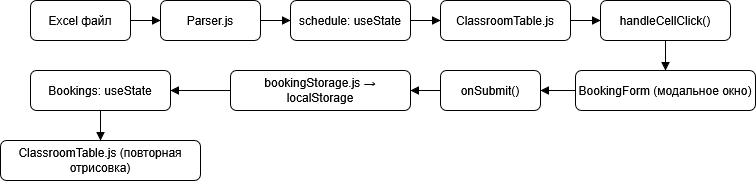 Excel файл
Parser.js
schedule: useState
ClassroomTable.js
handleCellClick()
BookingForm (модальное окно)
onSubmit()
bookingStorage.js →
localStorage
Bookings: useState
ClassroomTable.js (повторная
отрисовка)